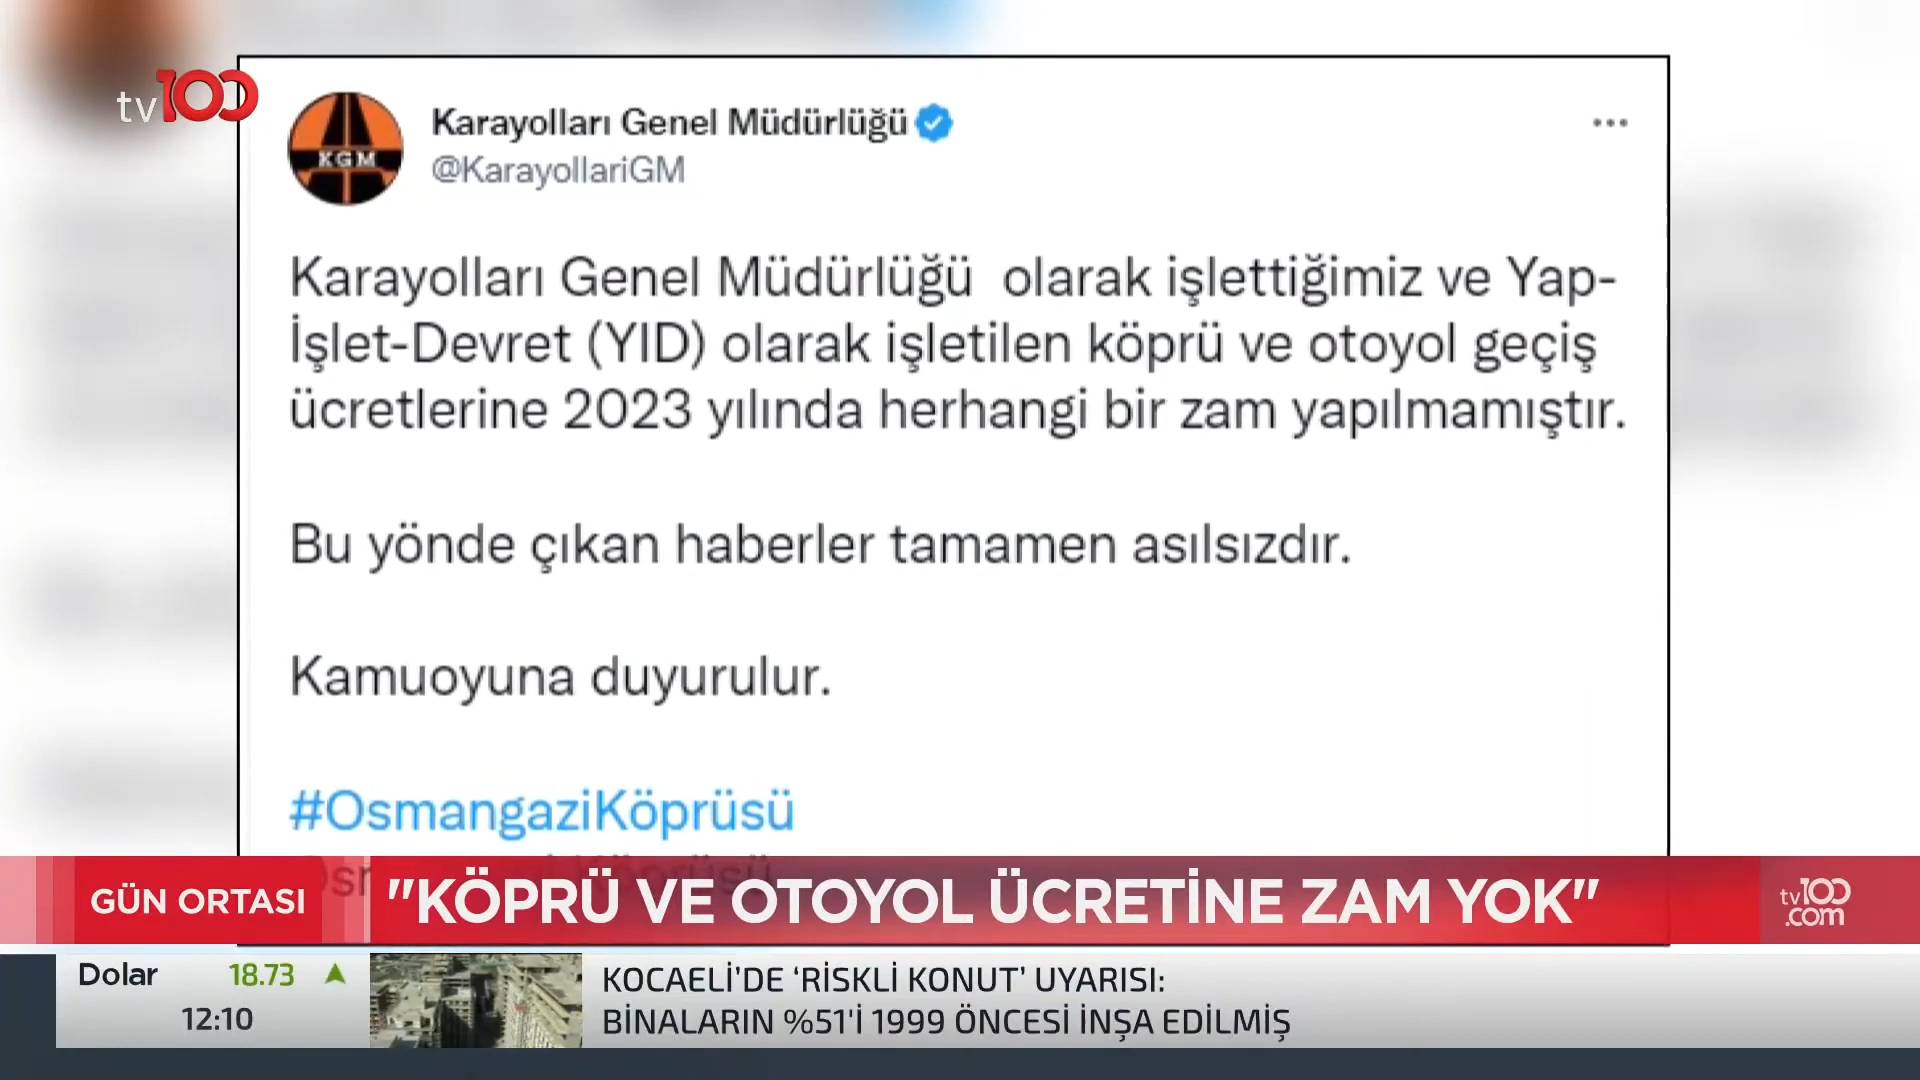 tv100
KGM
Karayolları Genel Müdürlüğü
@KarayollariGM
Karayolları Genel Müdürlüğü olarak işlettiğimiz ve Yap-
İşlet-Devret (YID) olarak işletilen köprü ve otoyol geçiş
ücretlerine 2023 yılında herhangi bir zam yapılmamıştır.
Bu yönde çıkan haberler tamamen asılsızdır.
Kamuoyuna duyurulur.
#OsmangaziKöprüsü
GÜN ORTASI
"KÖPRÜ VE OTOYOL ÜCRETİNE ZAM YOK"
tv100
.com
Dolar 18.73
12:10
KOCAELİ’DE ‘RİSKLİ KONUT’ UYARISI:
BİNALARIN %51'İ 1999 ÖNCESİ İNŞA EDİLMİŞ